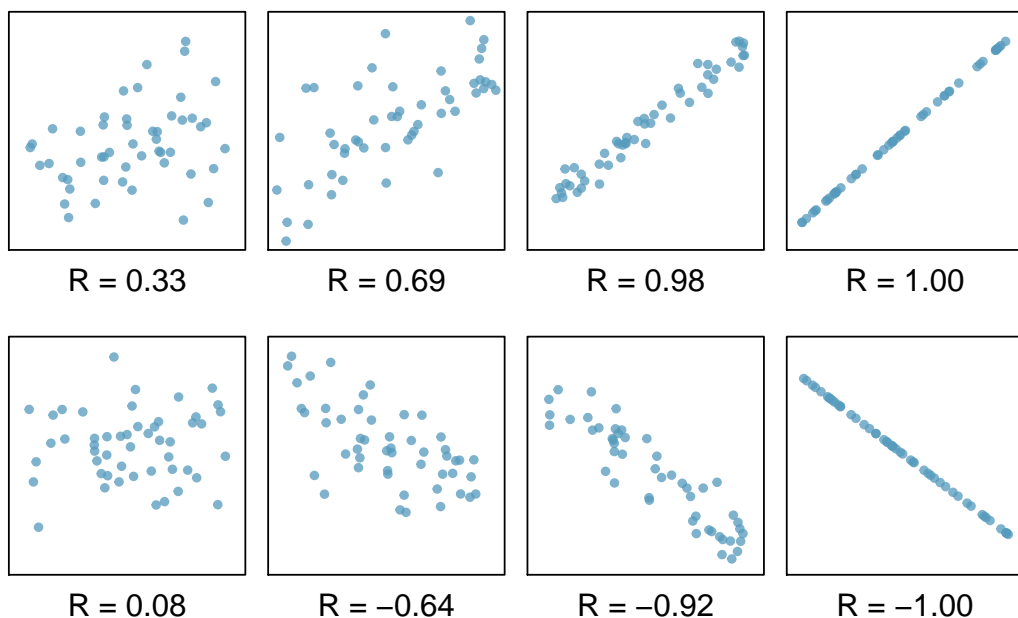 R = 0.33 R = 0.69 R = 0.98 R = 1.00
R = 0.08 R = −0.64 R = −0.92 R = −1.00